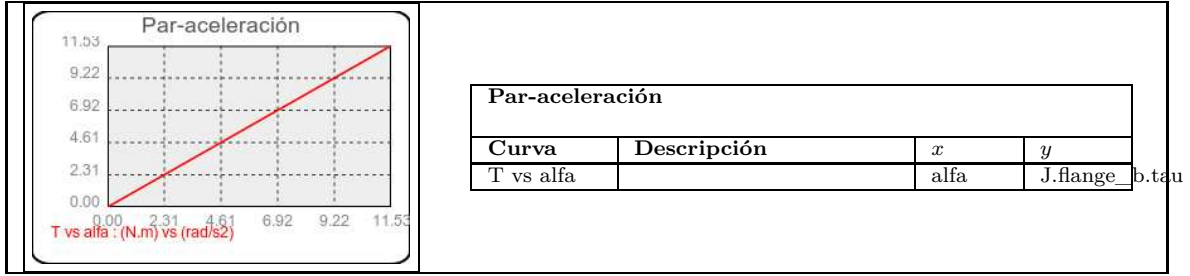 Par-aceleración
11.53
9.22
6.92
4.61
2.31
0.00
0.00 2.31 4.61 6.92 9.22 11.53
T vs alfa : (N.m) vs (rad/s2)
Par-aceleración
Curva Descripción x y
T vs alfa alfa J.flange_b.tau